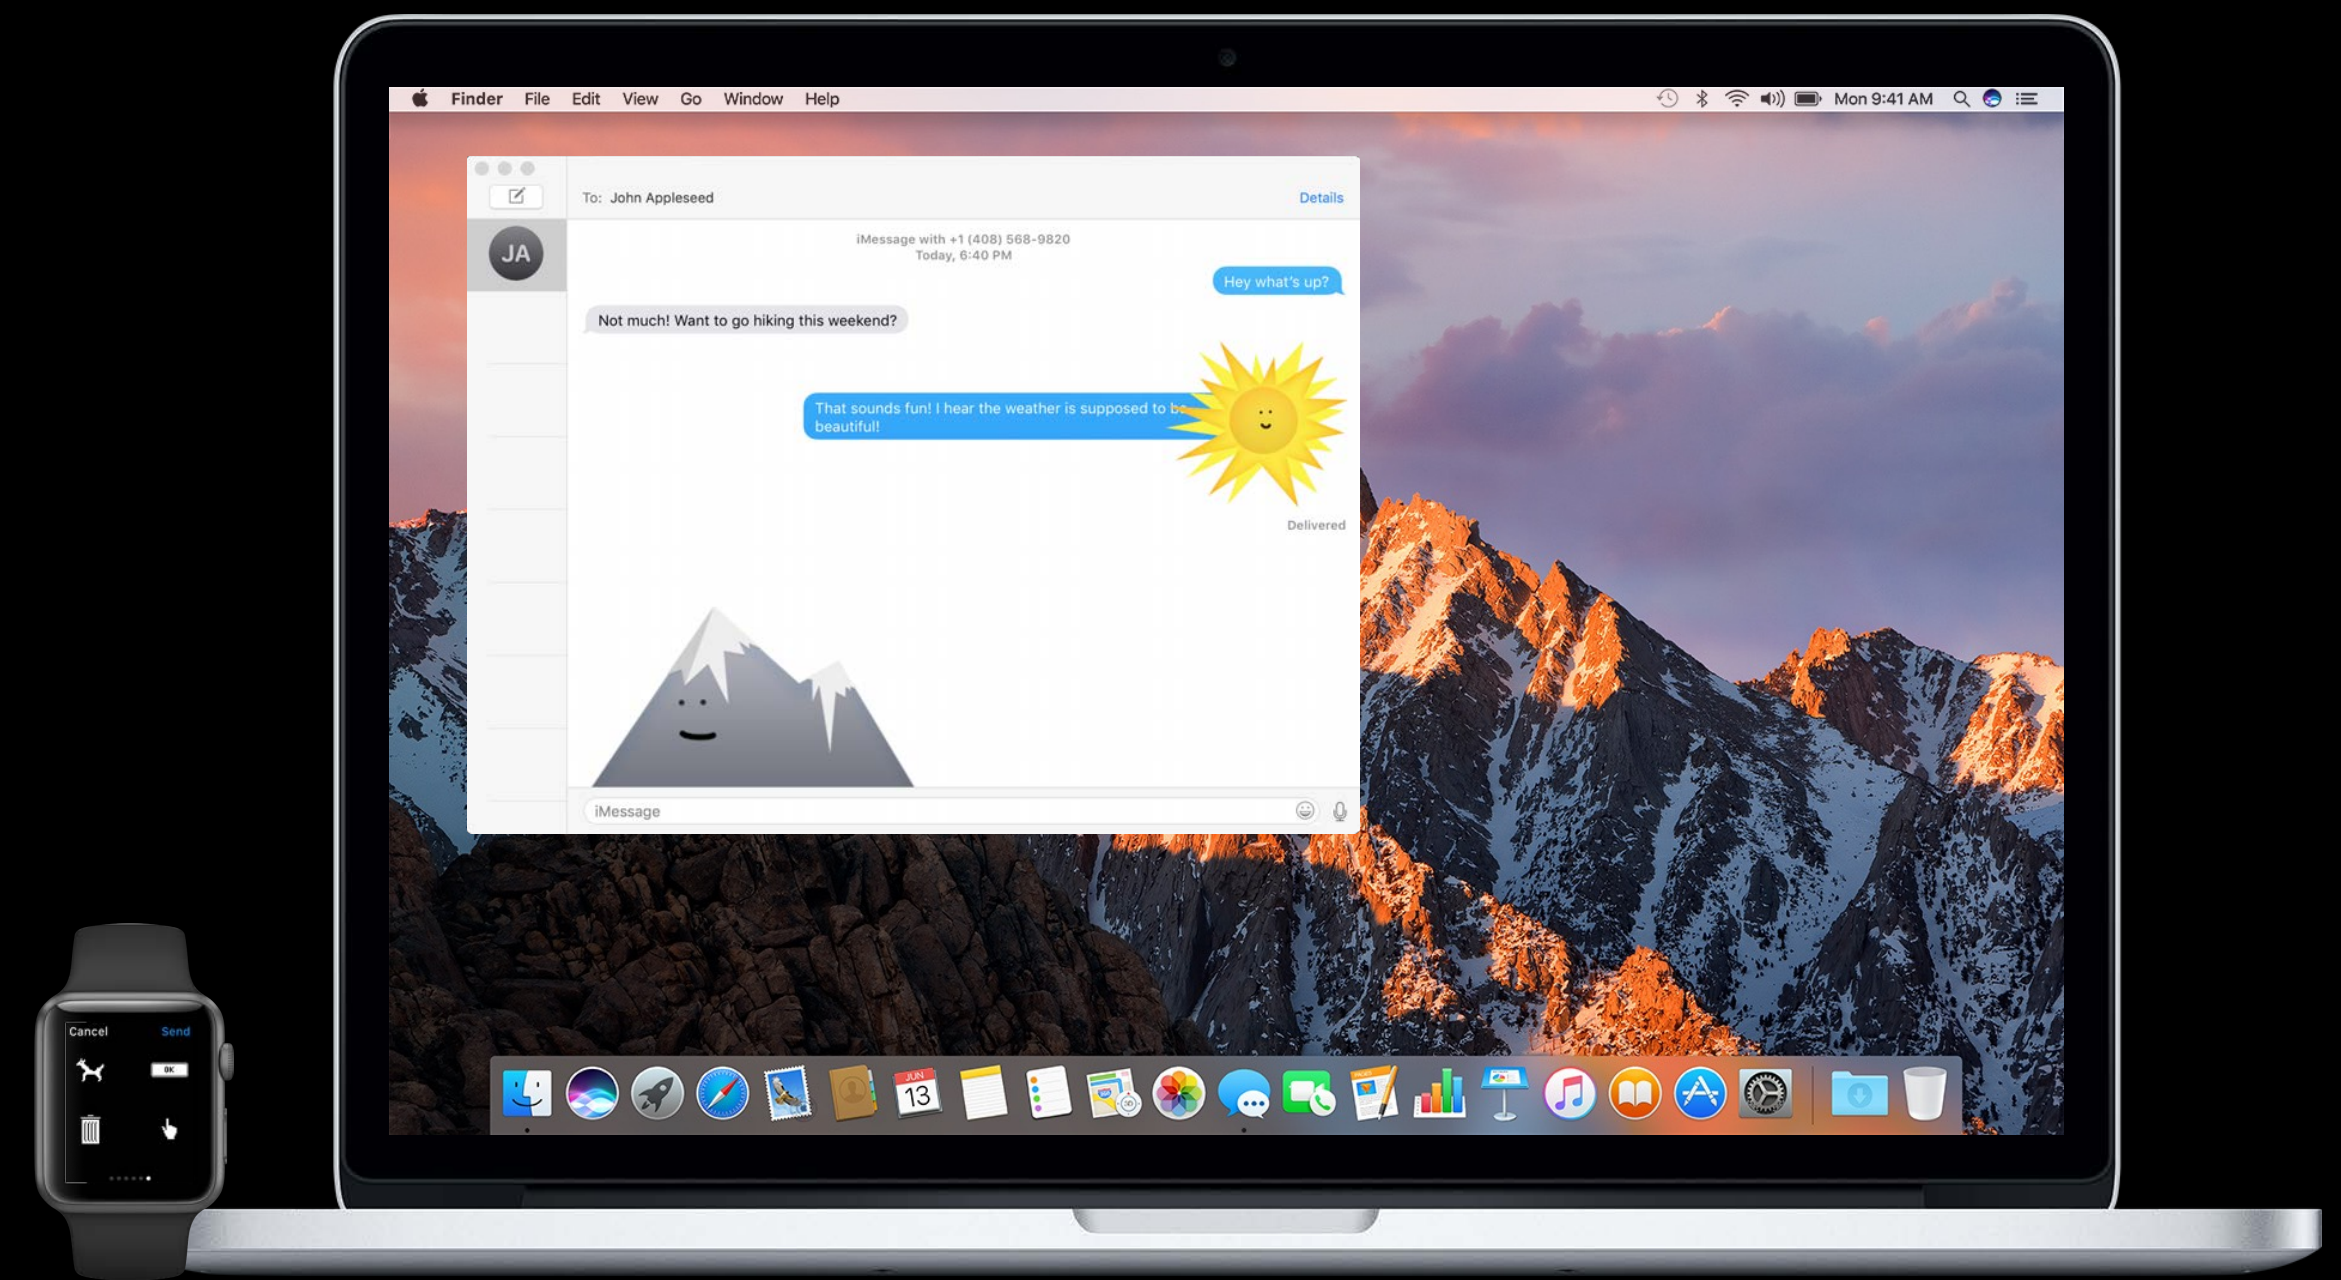 Finder File Edit View Go Window Help
Mon 9:41 AM
To: John Appleseed
Details
JA
iMessage with +1 (408) 568-9820
Today, 6:40 PM
Hey what's up?
Not much! Want to go hiking this weekend?
That sounds fun! I hear the weather is supposed to be
beautiful!
Delivered
iMessage
Cancel
Send
OK
JUN
13
PAGES